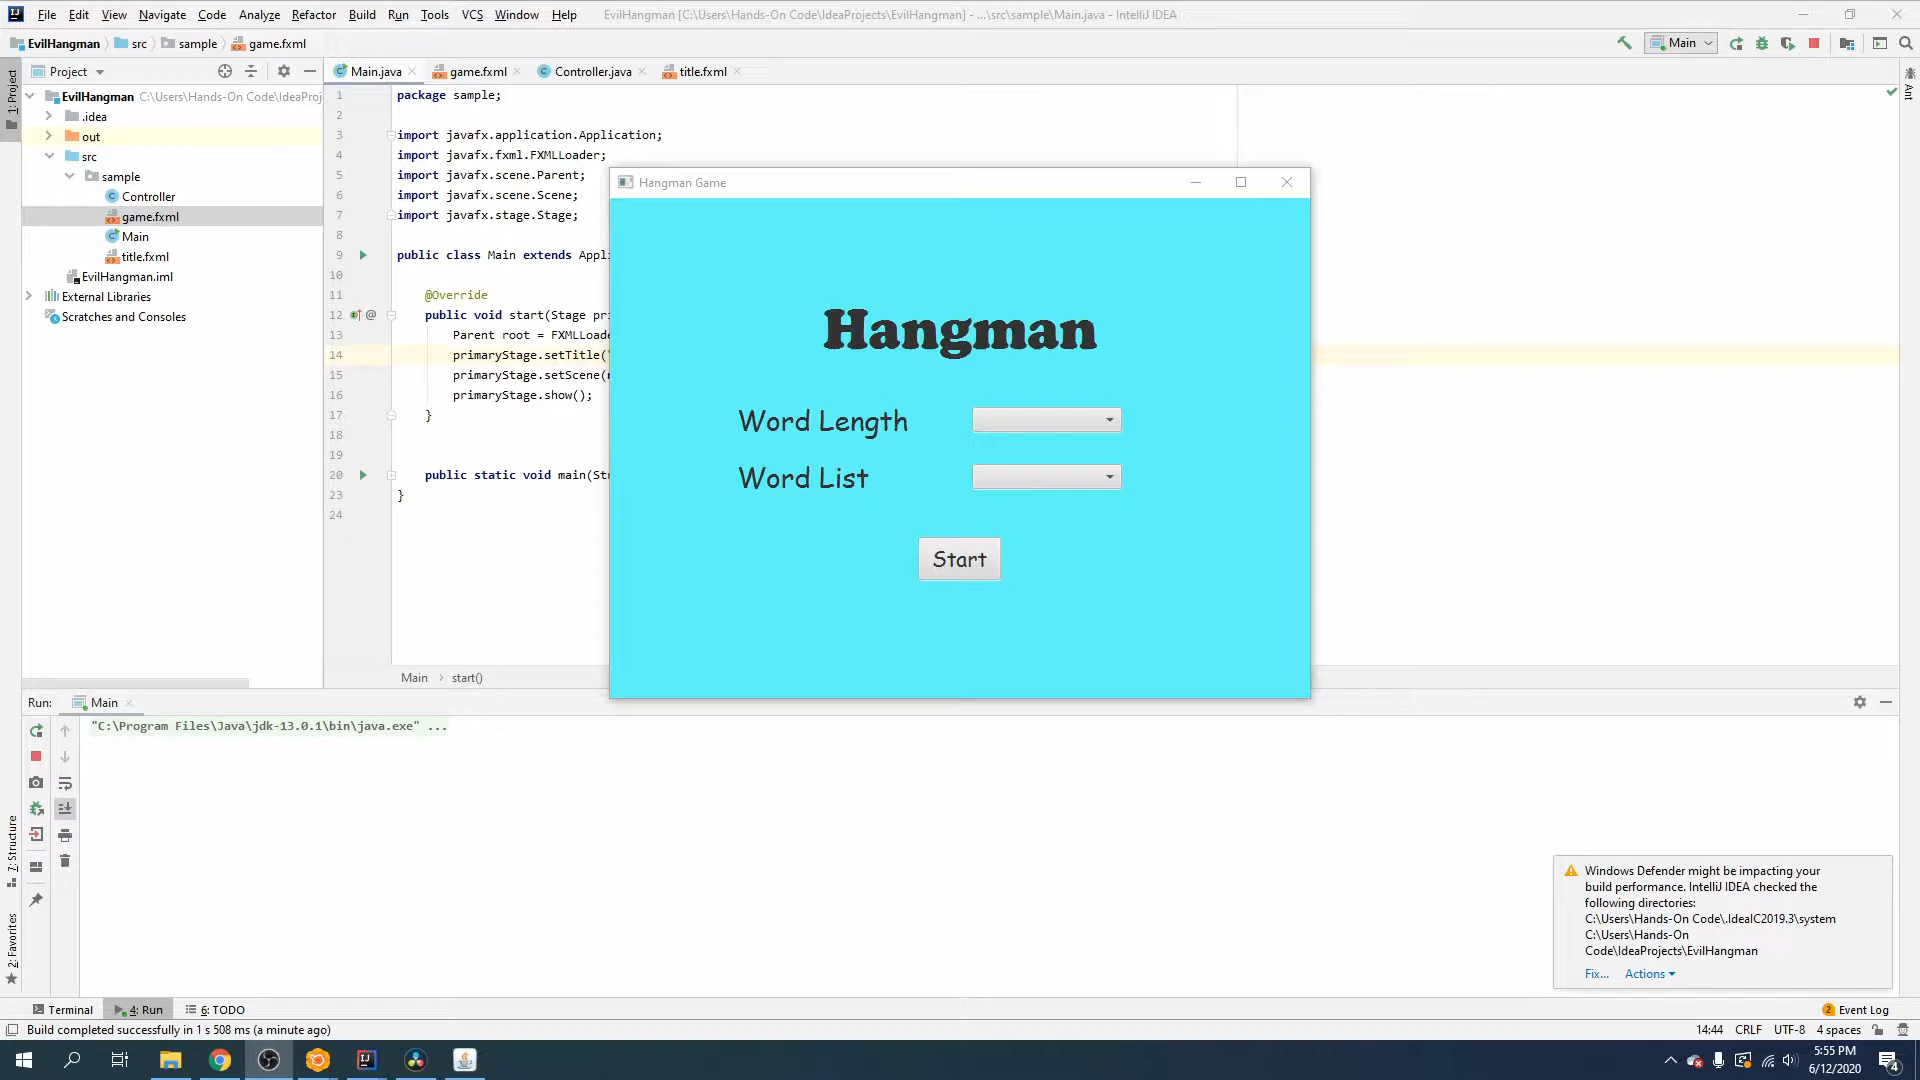 File Edit View Navigate Code Analyze Refactor Build Run Tools VCS Window Help EvilHangman [C:\Users\Hands-On Code\IdeaProjects\EvilHangman] - ...\src\sample\Main.java - IntelliJ IDEA
EvilHangman src sample game.fxml Main
1: Project
Project
Main.java game.fxml Controller.java title.fxml
Ant
EvilHangman C:\Users\Hands-On Code\IdeaProj
.idea
out
src
sample
Controller
game.fxml
Main
title.fxml
EvilHangman.iml
External Libraries
Scratches and Consoles
1 package sample;
2
3 import javafx.application.Application;
4 import javafx.fxml.FXMLLoader;
5 import javafx.scene.Parent;
6 import javafx.scene.Scene;
7 import javafx.stage.Stage;
8
9 public class Main extends Appl
10
11 @Override
12 public void start(Stage pri
13 Parent root = FXMLLoade
14 primaryStage.setTitle("
15 primaryStage.setScene(n
16 primaryStage.show();
17 }
18
19
20 public static void main(Str
23 }
24
Main start()
Hangman Game
Hangman
Word Length
Word List
Start
Run: Main
"C:\Program Files\Java\jdk-13.0.1\bin\java.exe" ...
7: Structure
2: Favorites
Windows Defender might be impacting your
build performance. IntelliJ IDEA checked the
following directories:
C:\Users\Hands-On Code\.IdeaIC2019.3\system
C:\Users\Hands-On
Code\IdeaProjects\EvilHangman
Fix... Actions
Terminal 4: Run 6: TODO 2 Event Log
Build completed successfully in 1 s 508 ms (a minute ago) 14:44 CRLF UTF-8 4 spaces
5:55 PM
6/12/2020
4